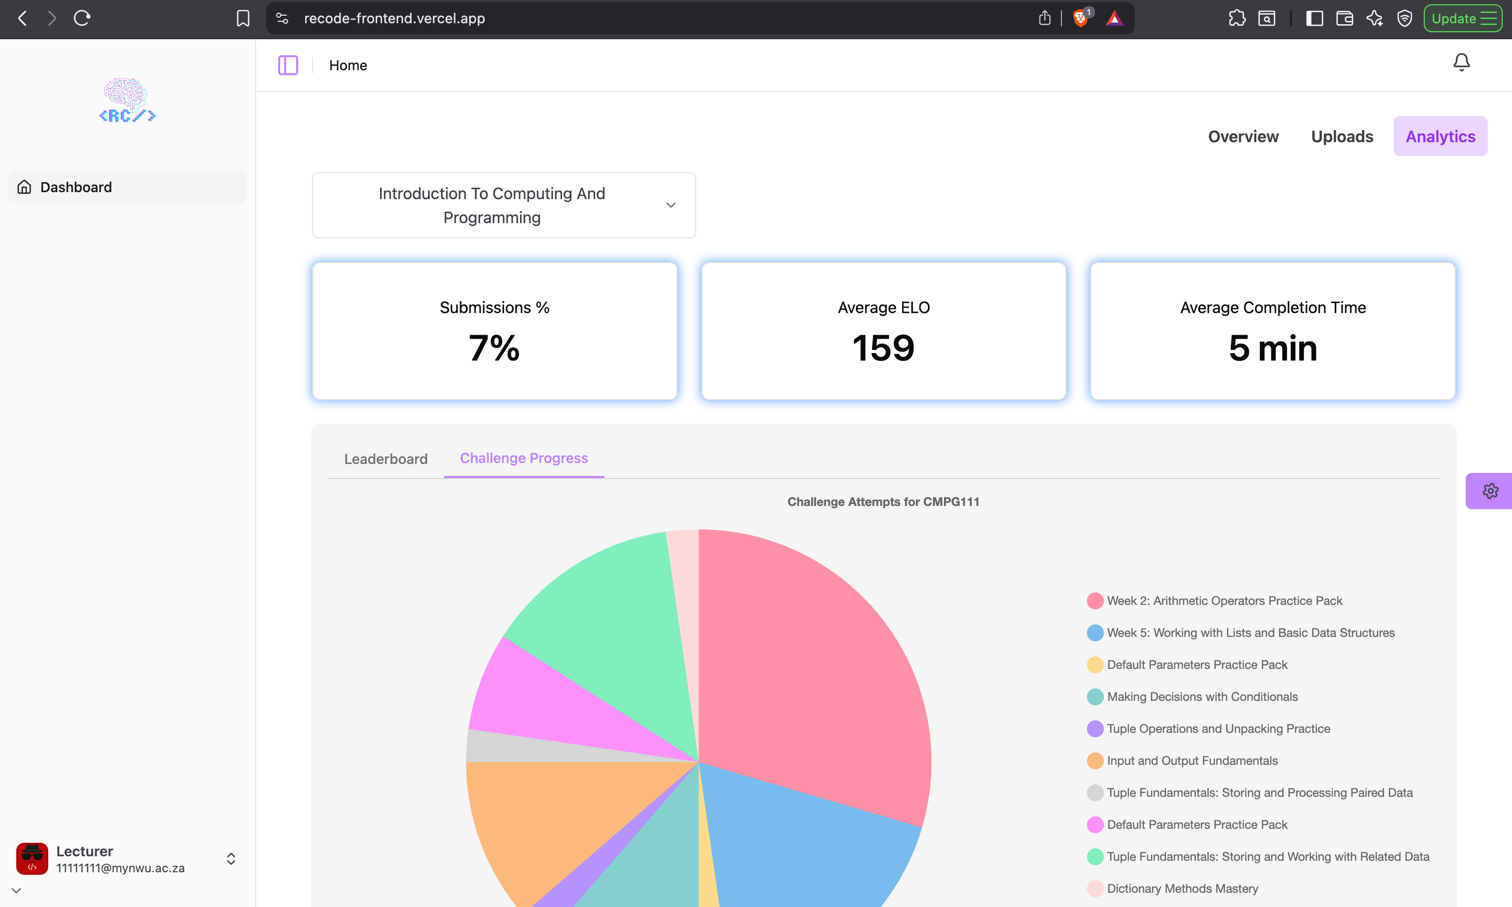 recode-frontend.vercel.app
1
Update
<RC/>
Home
Overview
Uploads
Analytics
Dashboard
Introduction To Computing And
Programming
Submissions %
7%
Average ELO
159
Average Completion Time
5 min
Leaderboard
Challenge Progress
Challenge Attempts for CMPG111
Week 2: Arithmetic Operators Practice Pack
Week 5: Working with Lists and Basic Data Structures
Default Parameters Practice Pack
Making Decisions with Conditionals
Tuple Operations and Unpacking Practice
Input and Output Fundamentals
Tuple Fundamentals: Storing and Processing Paired Data
Default Parameters Practice Pack
Tuple Fundamentals: Storing and Working with Related Data
Dictionary Methods Mastery
</>
Lecturer
11111111@mynwu.ac.za